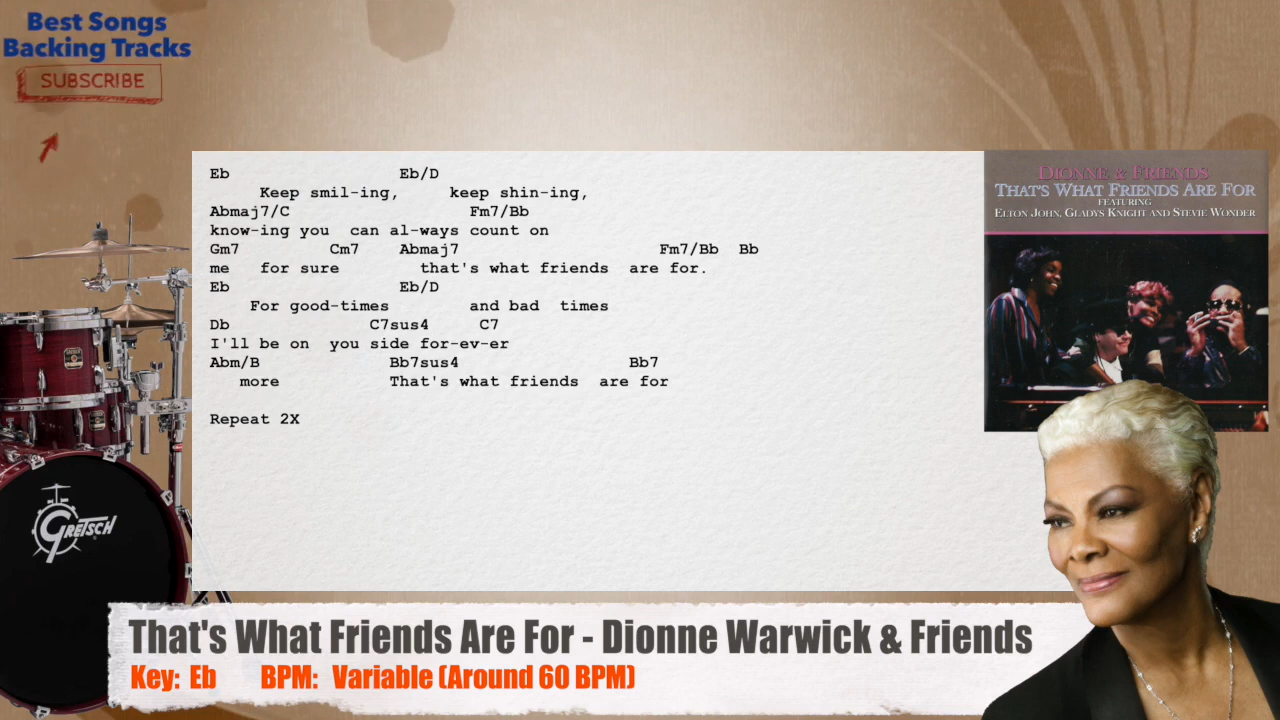 Best Songs
Backing Tracks
SUBSCRIBE
Eb                 Eb/D
     Keep smil-ing,     keep shin-ing,
Abmaj7/C                  Fm7/Bb
know-ing you  can al-ways count on
Gm7         Cm7    Abmaj7                    Fm7/Bb  Bb
me   for sure        that's what friends  are for.
Eb                 Eb/D
    For good-times        and bad  times
Db              C7sus4     C7
I'll be on  you side for-ev-er
Abm/B             Bb7sus4                 Bb7
   more           That's what friends  are for
Repeat 2X
DIONNE & FRIENDS
THAT'S WHAT FRIENDS ARE FOR
FEATURING
ELTON JOHN, GLADYS KNIGHT AND STEVIE WONDER
GRETSCH
That's What Friends Are For - Dionne Warwick & Friends
Key: Eb     BPM: Variable (Around 60 BPM)